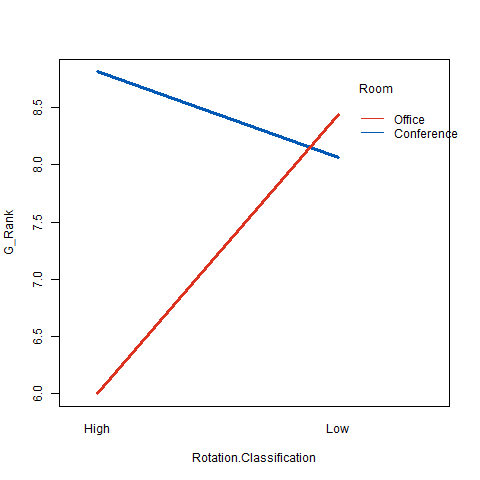 Room
Office
Conference
8.5
8.0
7.5
7.0
6.5
6.0
G_Rank
High Low
Rotation.Classification